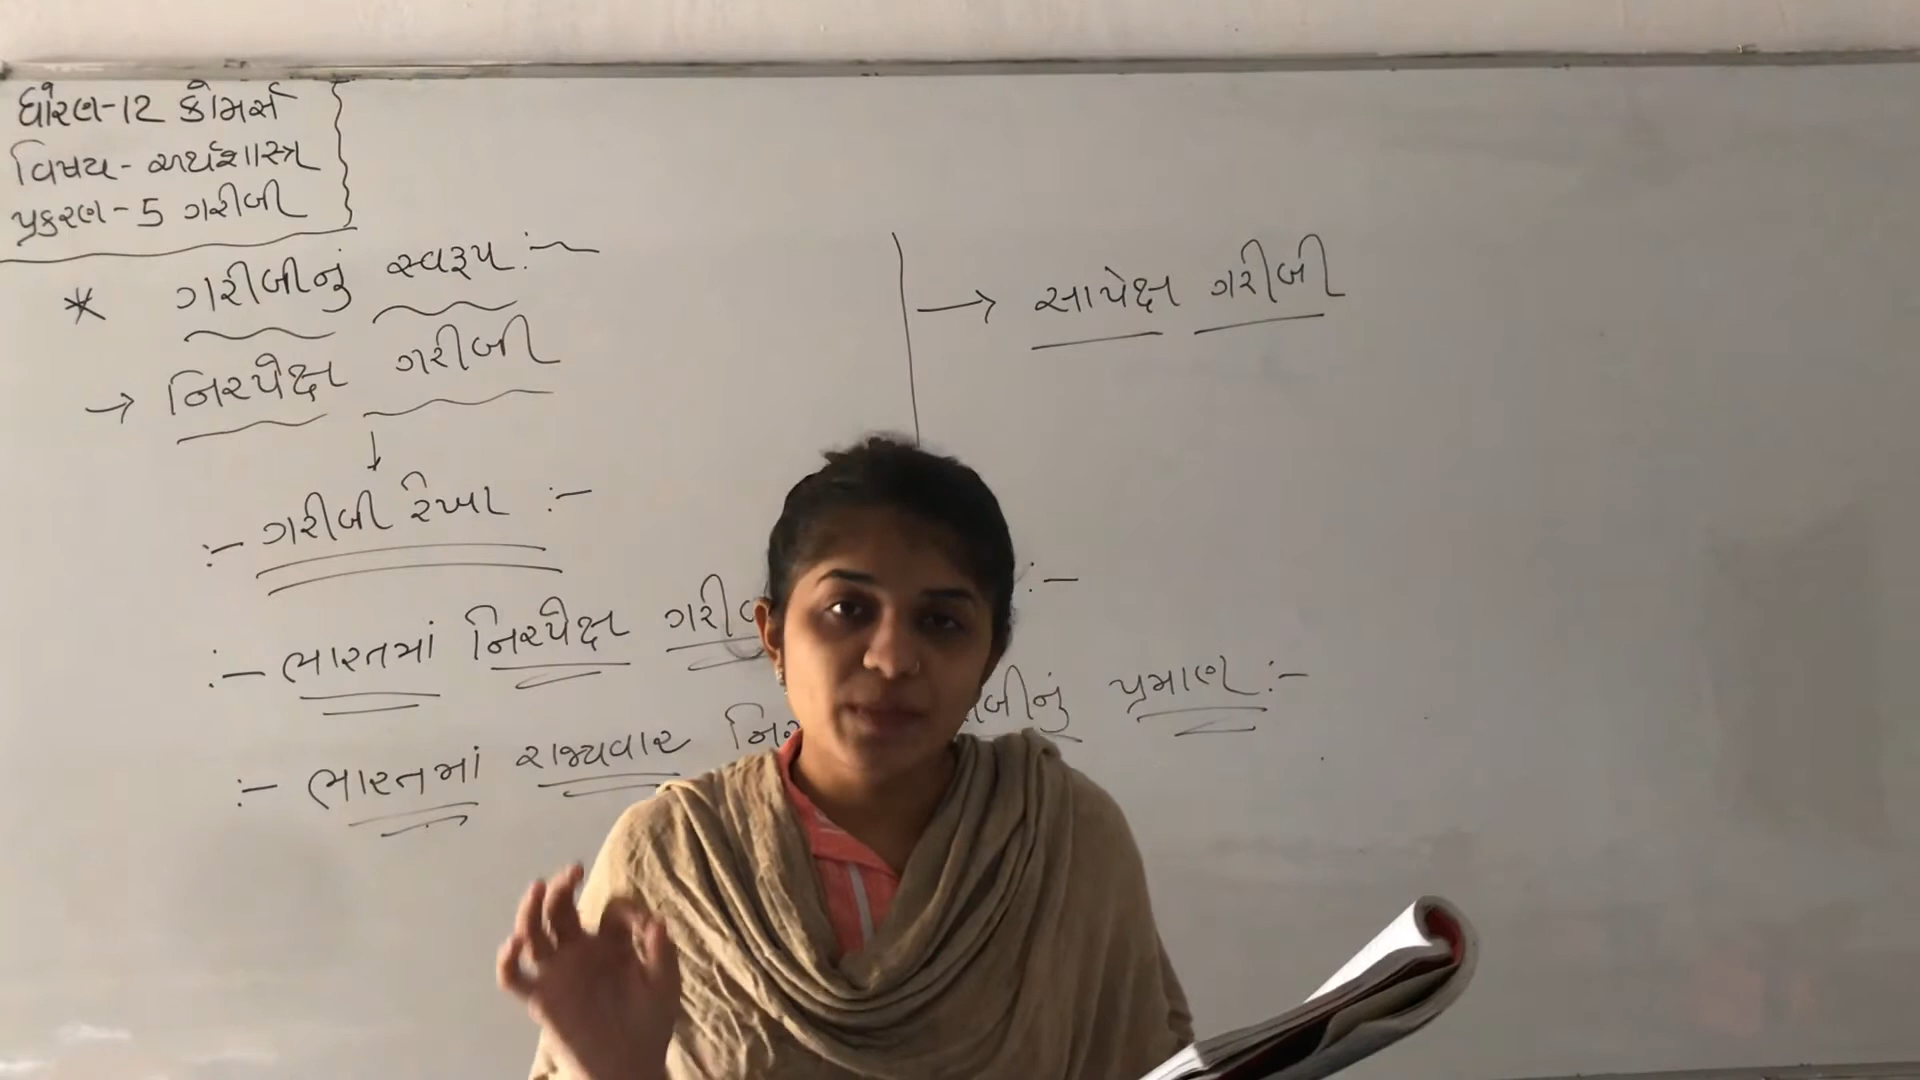 ધોરણ-12 કોમર્સ
વિષય - અર્થશાસ્ત્ર
પ્રકરણ - 5 ગરીબી
* ગરીબીનું સ્વરૂપ :-
→ નિરપેક્ષ ગરીબી
↓
:- ગરીબી રેખા :-
:- ભારતમાં નિરપેક્ષ :-
:- ભારતમાં રાજ્યવાર પ્રમાણ :-
→ સાપેક્ષ ગરીબી